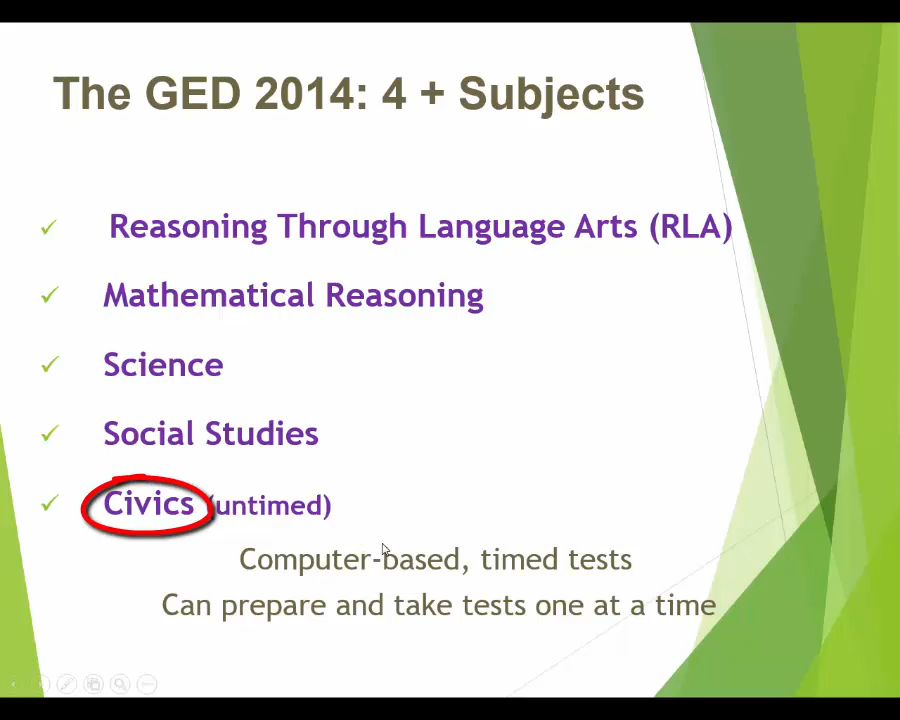 The GED 2014: 4 + Subjects
Reasoning Through Language Arts (RLA)
Mathematical Reasoning
Science
Social Studies
Civics (untimed)
Computer-based, timed tests
Can prepare and take tests one at a time